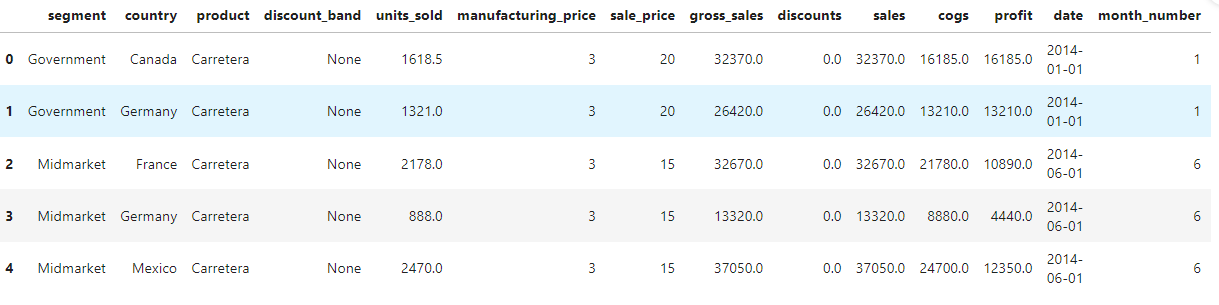 segment country product discount_band units_sold manufacturing_price sale_price gross_sales discounts sales cogs profit date month_number
0 Government Canada Carretera None 1618.5 3 20 32370.0 0.0 32370.0 16185.0 16185.0 2014-01-01 1
1 Government Germany Carretera None 1321.0 3 20 26420.0 0.0 26420.0 13210.0 13210.0 2014-01-01 1
2 Midmarket France Carretera None 2178.0 3 15 32670.0 0.0 32670.0 21780.0 10890.0 2014-06-01 6
3 Midmarket Germany Carretera None 888.0 3 15 13320.0 0.0 13320.0 8880.0 4440.0 2014-06-01 6
4 Midmarket Mexico Carretera None 2470.0 3 15 37050.0 0.0 37050.0 24700.0 12350.0 2014-06-01 6